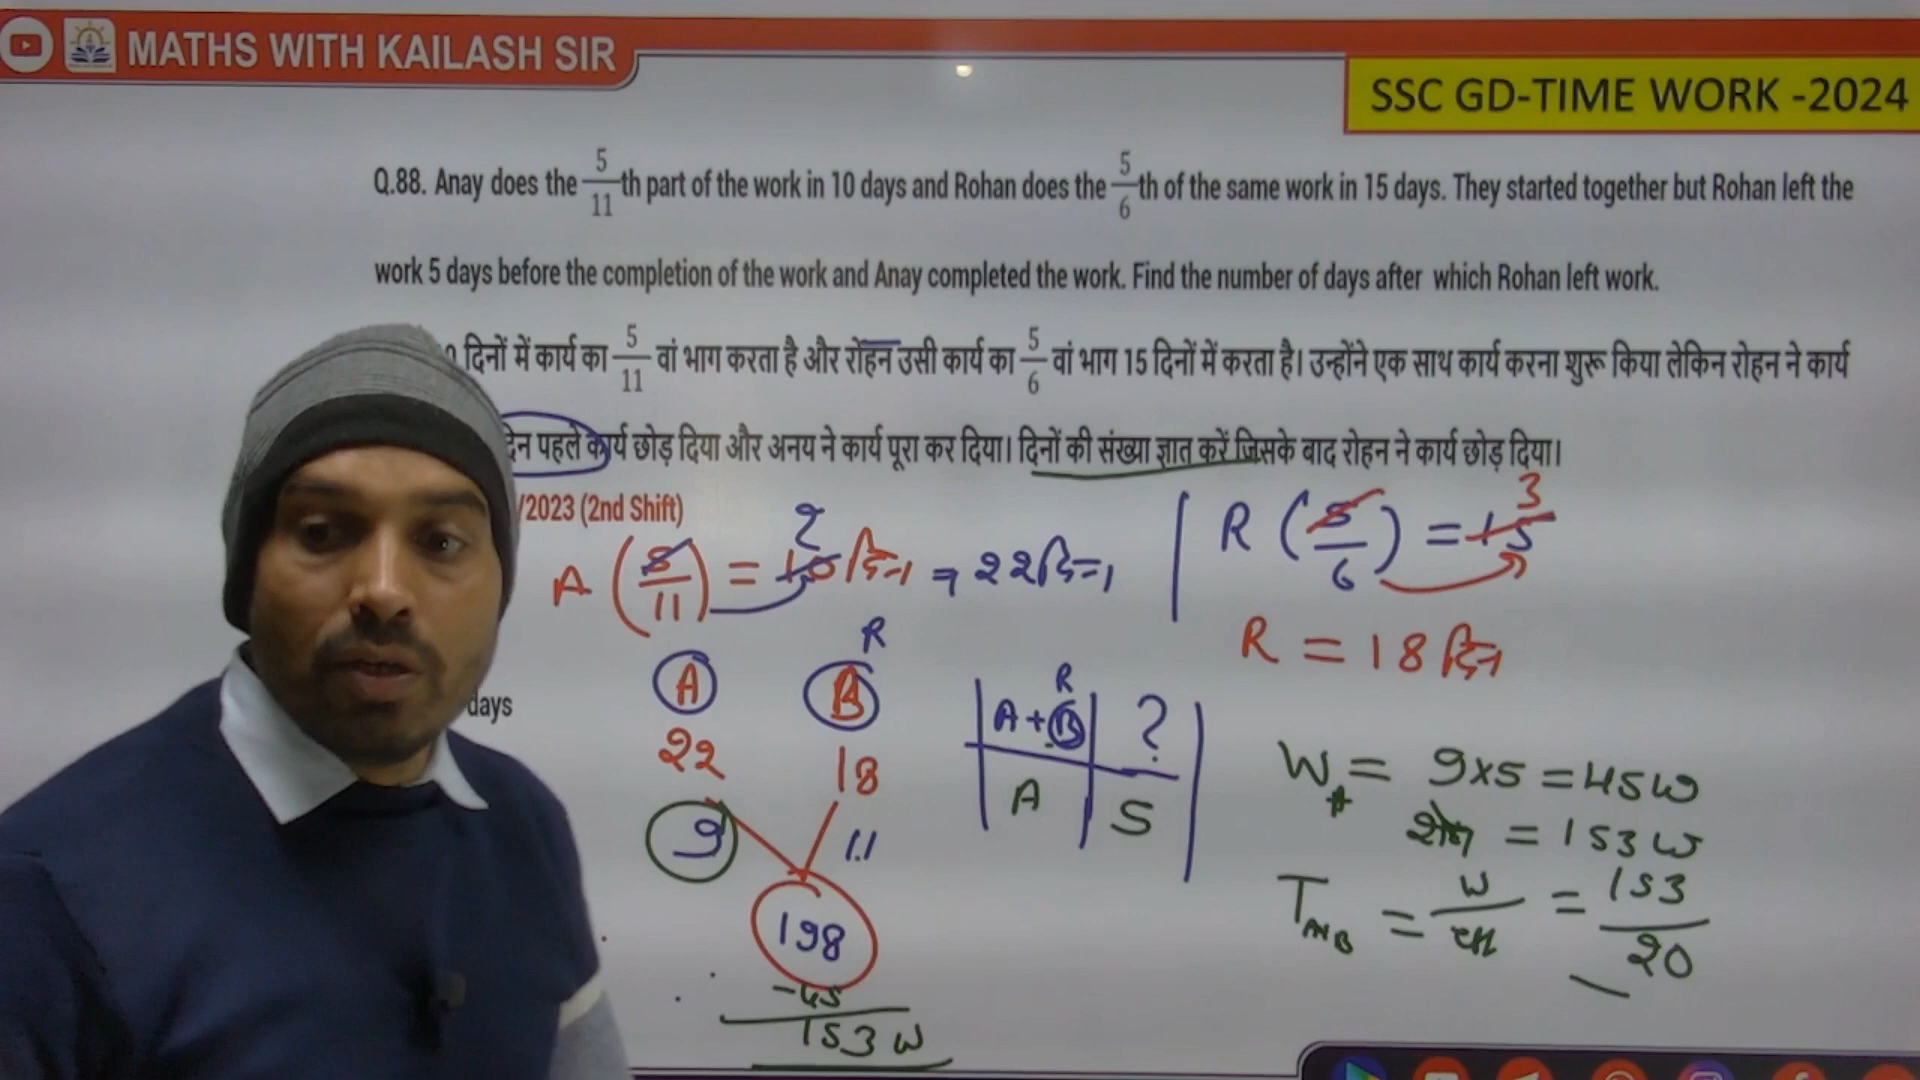 MATHS WITH KAILASH SIR
SSC GD-TIME WORK -2024
Q.88. Anay does the 5/11 th part of the work in 10 days and Rohan does the 5/6 th of the same work in 15 days. They started together but Rohan left the
work 5 days before the completion of the work and Anay completed the work. Find the number of days after which Rohan left work.
दिनों में कार्य का 5/11 वां भाग करता है और रोहन उसी कार्य का 5/6 वां भाग 15 दिनों में करता है। उन्होंने एक साथ कार्य करना शुरू किया लेकिन रोहन ने कार्य
पहले कार्य छोड़ दिया और अनय ने कार्य पूरा कर दिया। दिनों की संख्या ज्ञात करें जिसके बाद रोहन ने कार्य छोड़ दिया।
/2023 (2nd Shift)
A (5/11) = 10 दिन 2 = 22 दिन
R (5/6) = 15 3
R = 18 दिन
R
A B
days
22 18
9 11
198
-45
153 W
R
A+B ?
A 5
W A = 9x5 = 45W
शेष = 153 W
T A+B = W/ = 153/20